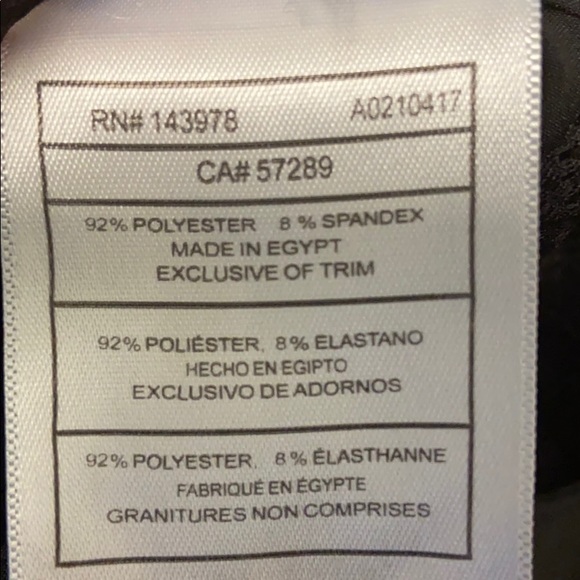 RN# 143978 A0210417
CA# 57289
92% POLYESTER 8 % SPANDEX
MADE IN EGYPT
EXCLUSIVE OF TRIM
92% POLIÉSTER, 8% ELASTANO
HECHO EN EGIPTO
EXCLUSIVO DE ADORNOS
92% POLYESTER, 8% ÉLASTHANNE
FABRIQUÉ EN ÉGYPTE
GRANITURES NON COMPRISES